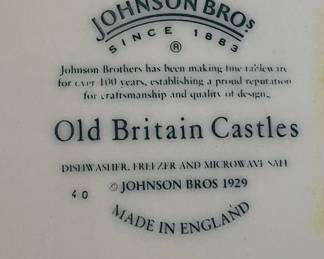 JOHNSON BROS
SINCE 1883
®
Johnson Brothers has been making fine tableware
for over 100 years, establishing a proud reputation
for craftsmanship and quality of design.
Old Britain Castles
DISHWASHER, FREEZER AND MICROWAVE SAFE
© JOHNSON BROS 1929
40
MADE IN ENGLAND